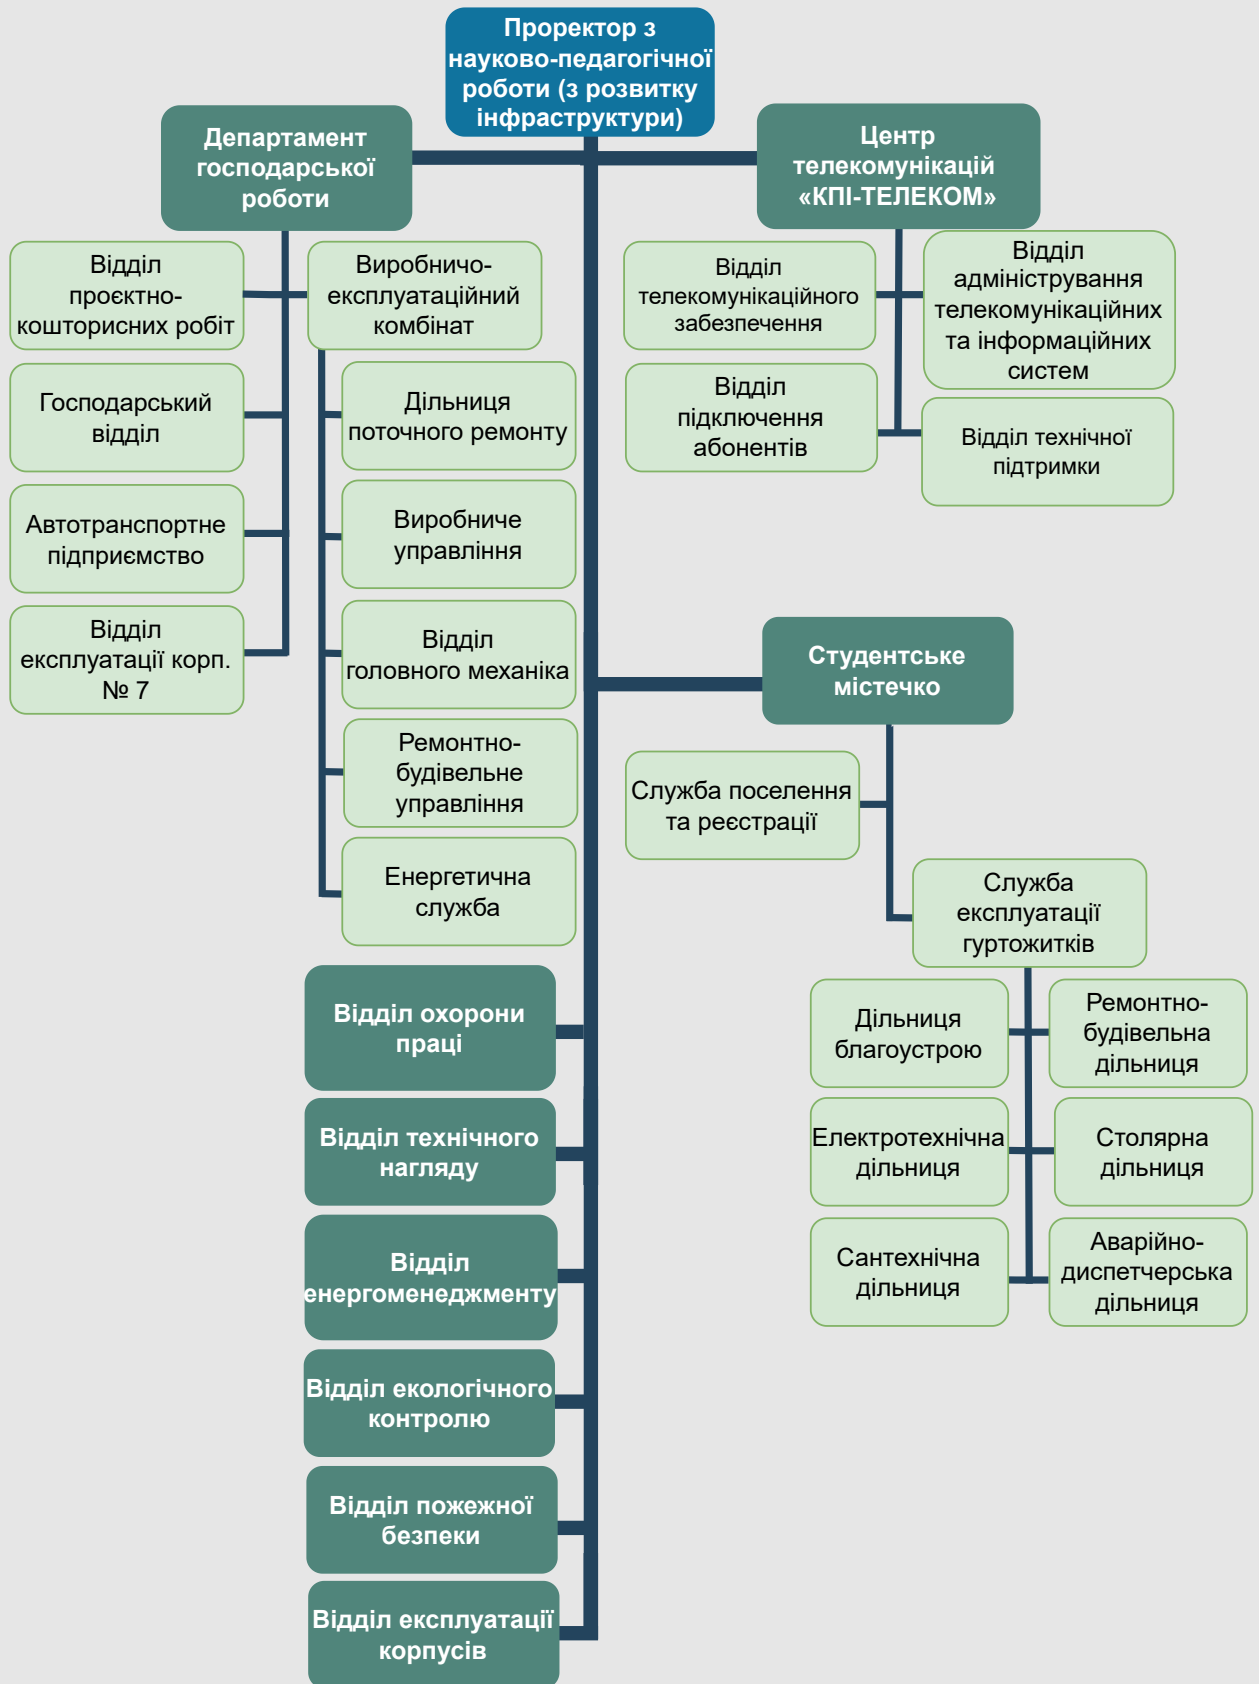 Проректор з
науково-педагогічної
роботи (з розвитку
інфраструктури)
Департамент
господарської
роботи
Центр
телекомунікацій
«КПІ-ТЕЛЕКОМ»
Відділ
проєктно-
кошторисних робіт
Виробничо-
експлуатаційний
комбінат
Господарський
відділ
Дільниця
поточного ремонту
Автотранспортне
підприємство
Виробниче
управління
Відділ
експлуатації корп.
№ 7
Відділ
головного механіка
Ремонтно-
будівельне
управління
Енергетична
служба
Відділ
телекомунікаційного
забезпечення
Відділ
адміністрування
телекомунікаційних
та інформаційних
систем
Відділ
підключення
абонентів
Відділ технічної
підтримки
Студентське
містечко
Служба поселення
та реєстрації
Служба
експлуатації
гуртожитків
Дільниця
благоустрою
Ремонтно-
будівельна
дільниця
Електротехнічна
дільниця
Столярна
дільниця
Сантехнічна
дільниця
Аварійно-
диспетчерська
дільниця
Відділ охорони
праці
Відділ технічного
нагляду
Відділ
енергоменеджменту
Відділ екологічного
контролю
Відділ пожежної
безпеки
Відділ експлуатації
корпусів